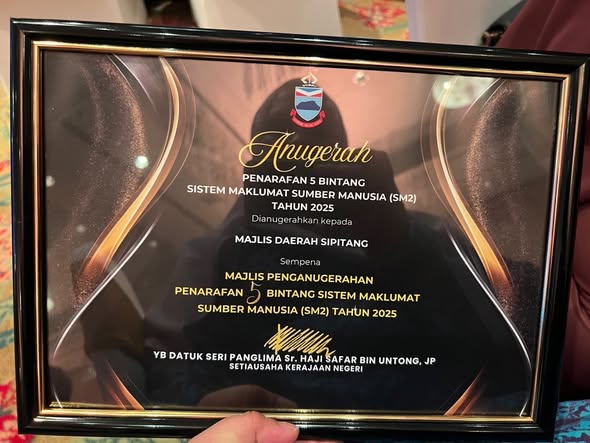 Anugerah
PENARAFAN 5 BINTANG
SISTEM MAKLUMAT SUMBER MANUSIA (SM2)
TAHUN 2025
Dianugerahkan kepada
MAJLIS DAERAH SIPITANG
Sempena
MAJLIS PENGANUGERAHAN
PENARAFAN 5 BINTANG SISTEM MAKLUMAT
SUMBER MANUSIA (SM2) TAHUN 2025
YB DATUK SERI PANGLIMA Sr. HAJI SAFAR BIN UNTONG, JP
SETIAUSAHA KERAJAAN NEGERI